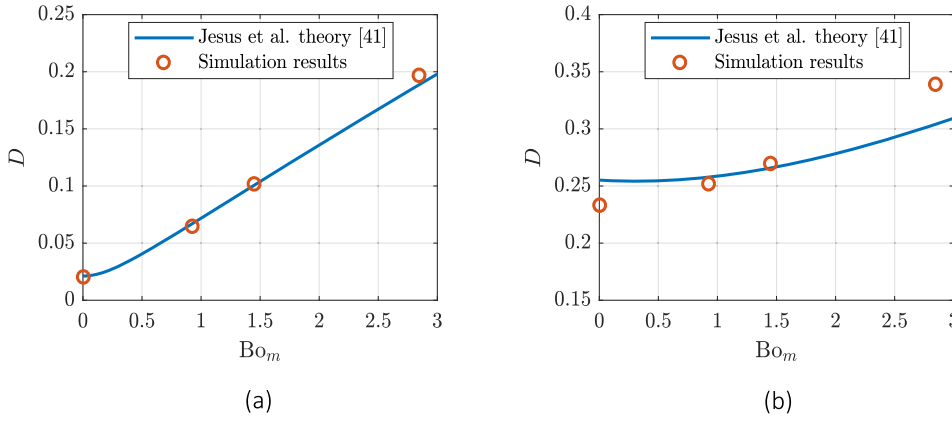 0.25
0.2
0.15
0.1
0.05
0
D
Jesus et al. theory [41]
Simulation results
0 0.5 1 1.5 2 2.5 3
Bo_m
(a)
0.4
0.35
0.3
0.25
0.2
0.15
D
Jesus et al. theory [41]
Simulation results
0 0.5 1 1.5 2 2.5 3
Bo_m
(b)